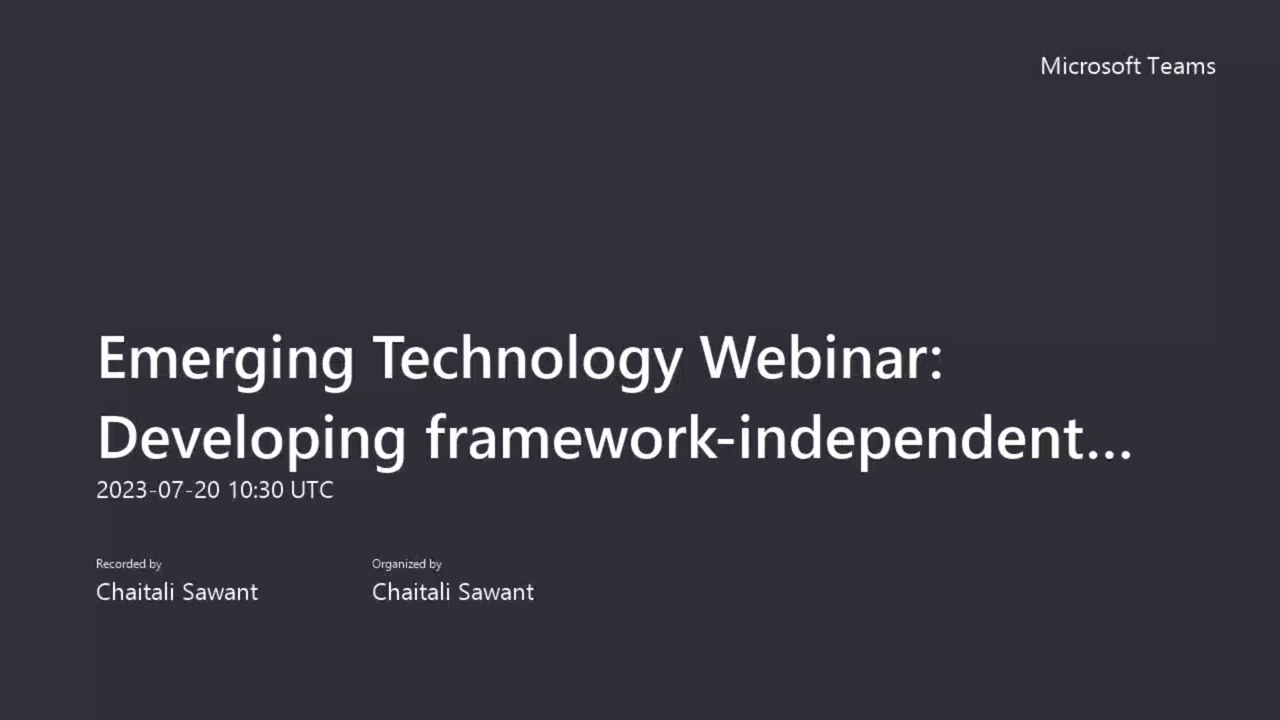 Microsoft Teams
Emerging Technology Webinar:
Developing framework-independent...
2023-07-20 10:30 UTC
Recorded by
Chaitali Sawant
Organized by
Chaitali Sawant